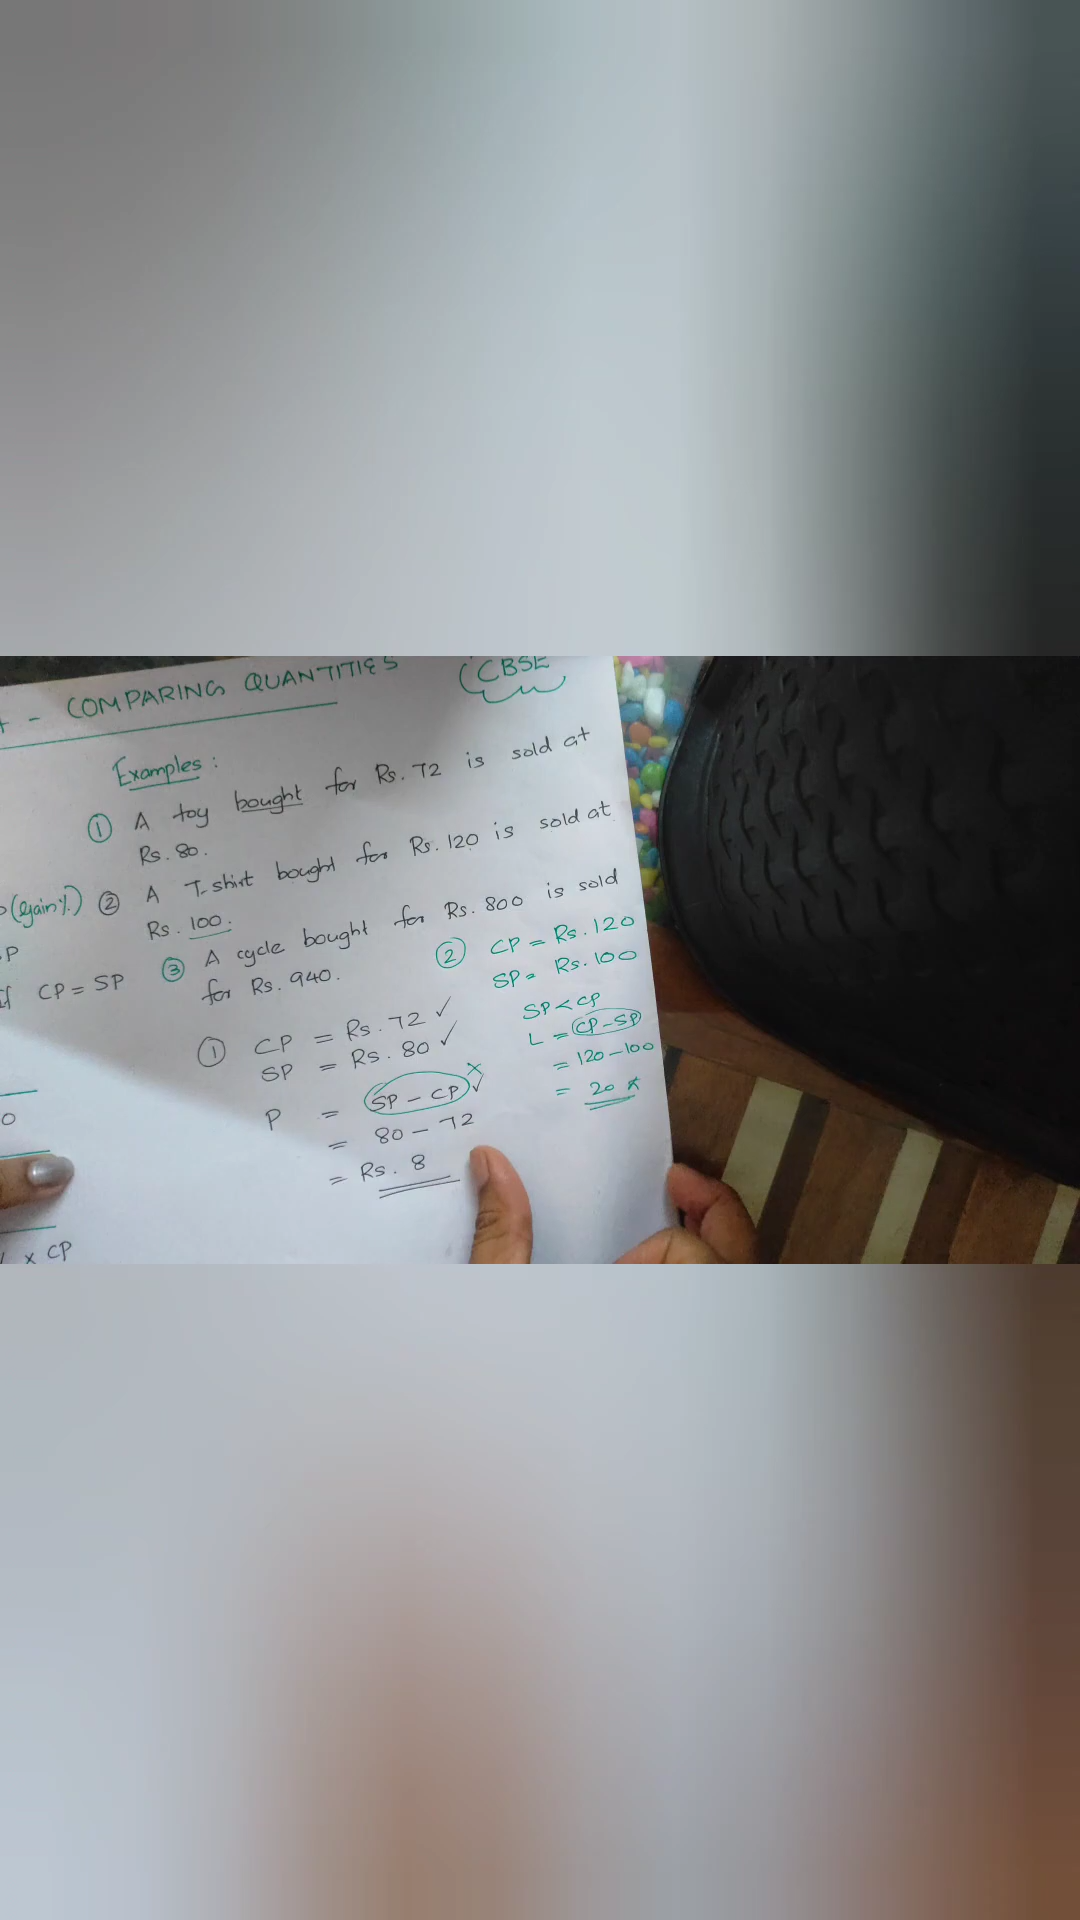 - COMPARING QUANTITIES
CBSE
Examples :
① A toy bought for Rs. 72 is sold at
Rs. 80.
(Gain%) ② A T-shirt bought for Rs. 120 is sold at
Rs. 100.
If CP = SP ③ A cycle bought for Rs. 800 is sold
for Rs. 940.
① CP = Rs. 72 ✓
SP = Rs. 80 ✓
P = SP - CP ✓
= 80 - 72
= Rs. 8
② CP = Rs. 120
SP = Rs. 100
SP < CP
L = CP - SP
= 120 - 100
= 20
x CP